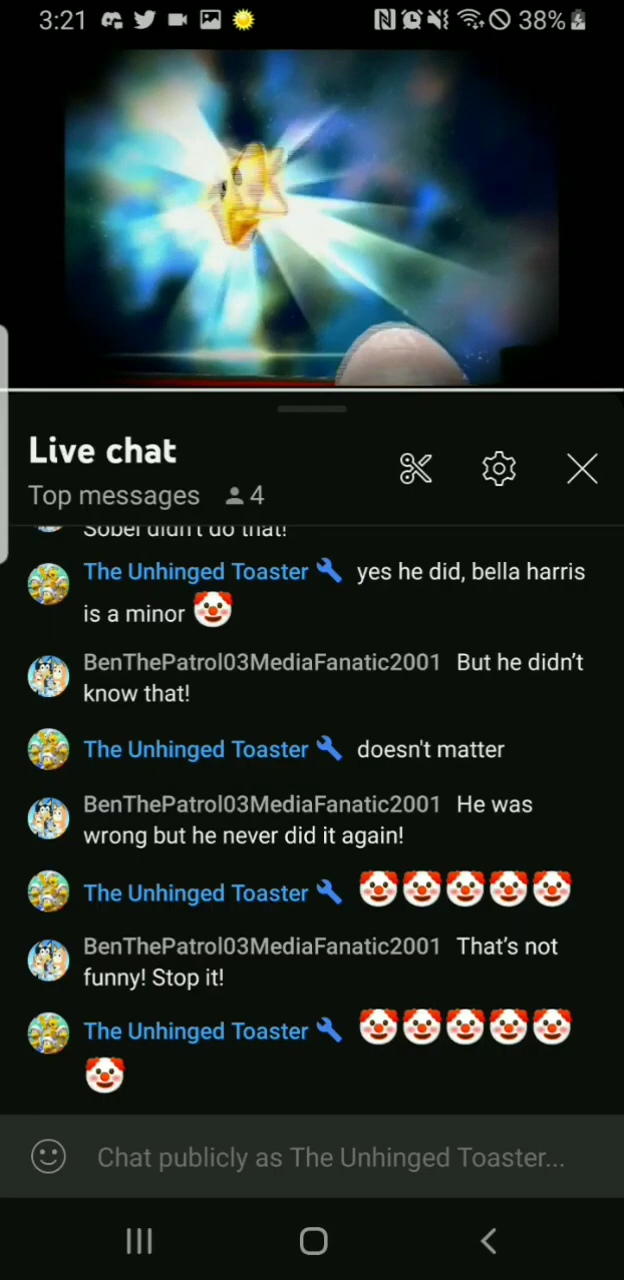 3:21
38%
Live chat
Top messages 4
Sobel didn't do that!
The Unhinged Toaster yes he did, bella harris
is a minor 🤡
BenThePatrol03MediaFanatic2001 But he didn't
know that!
The Unhinged Toaster doesn't matter
BenThePatrol03MediaFanatic2001 He was
wrong but he never did it again!
The Unhinged Toaster 🤡🤡🤡🤡🤡
BenThePatrol03MediaFanatic2001 That's not
funny! Stop it!
The Unhinged Toaster 🤡🤡🤡🤡🤡
🤡
Chat publicly as The Unhinged Toaster...